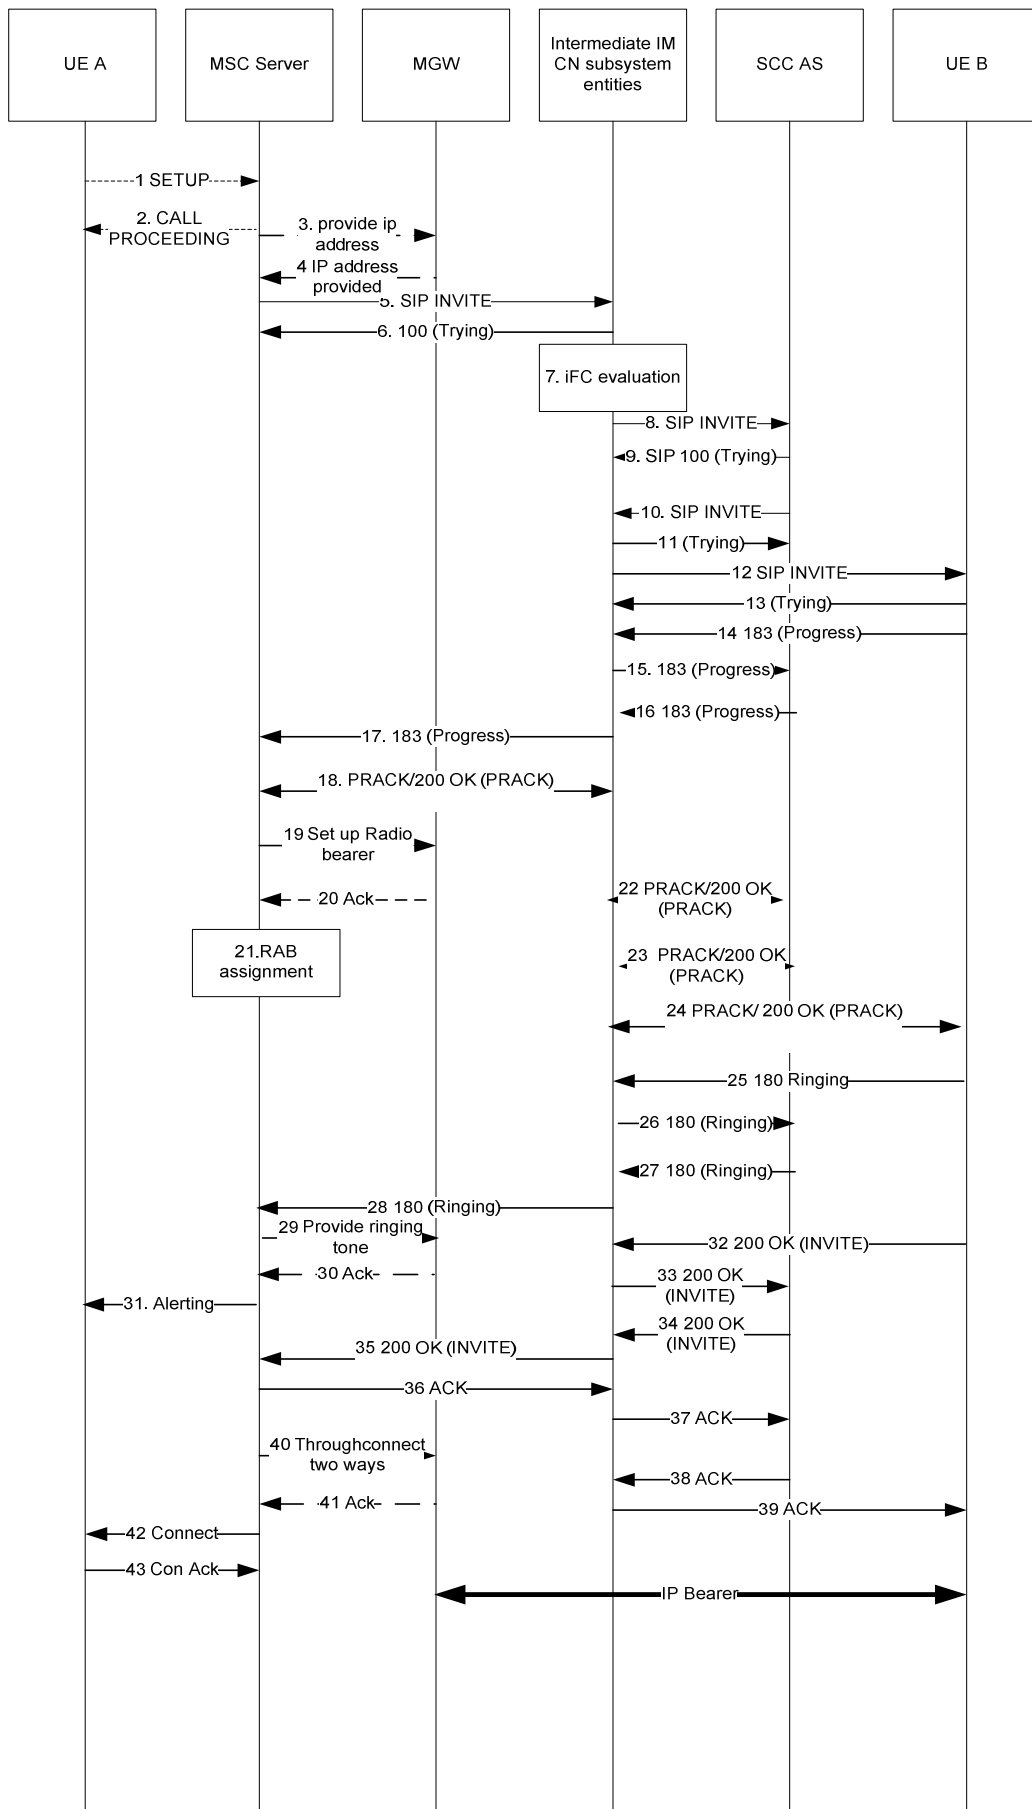 UE A
MSC Server
MGW
Intermediate IM
CN subsystem
entities
SCC AS
UE B
1 SETUP
2. CALL
PROCEEDING
3. provide ip
address
4 IP address
provided
5. SIP INVITE
6. 100 (Trying)
7. iFC evaluation
8. SIP INVITE
9. SIP 100 (Trying)
10. SIP INVITE
11 (Trying)
12 SIP INVITE
13 (Trying)
14 183 (Progress)
15. 183 (Progress)
16 183 (Progress)
17. 183 (Progress)
18. PRACK/200 OK (PRACK)
19 Set up Radio
bearer
20 Ack
22 PRACK/200 OK
(PRACK)
21.RAB
assignment
23 PRACK/200 OK
(PRACK)
24 PRACK/ 200 OK (PRACK)
25 180 Ringing
26 180 (Ringing)
27 180 (Ringing)
28 180 (Ringing)
29 Provide ringing
tone
32 200 OK (INVITE)
30 Ack
33 200 OK
(INVITE)
31. Alerting
34 200 OK
(INVITE)
35 200 OK (INVITE)
36 ACK
37 ACK
40 Throughconnect
two ways
38 ACK
41 Ack
39 ACK
42 Connect
43 Con Ack
IP Bearer